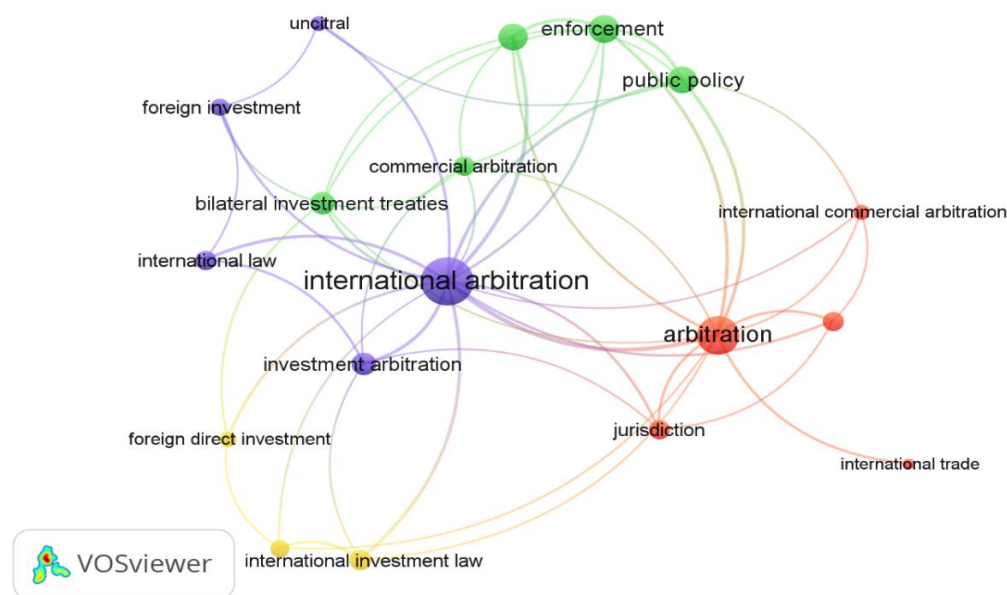 uncitral
enforcement
public policy
foreign investment
commercial arbitration
bilateral investment treaties
international commercial arbitration
international law
international arbitration
arbitration
investment arbitration
jurisdiction
foreign direct investment
international trade
international investment law
VOSviewer